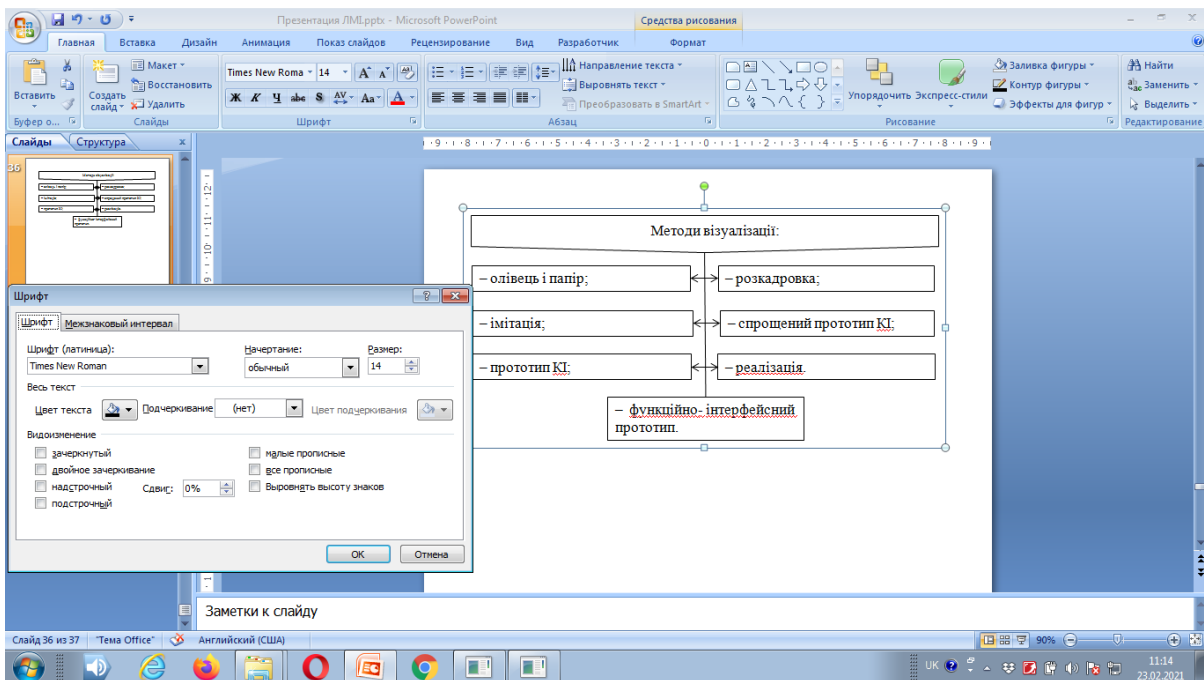 Презентация ЛМІ.pptx - Microsoft PowerPoint
Средства рисования
Главная Вставка Дизайн Анимация Показ слайдов Рецензирование Вид Разработчик Формат
Вставить
Буфер о...
Создать слайд
Макет
Восстановить
Удалить
Слайды
Times New Roma 14
Ж К Ч abe S AV Aa A
Шрифт
Направление текста
Выровнять текст
Преобразовать в SmartArt
Абзац
Упорядочить Экспресс-стили
Заливка фигуры
Контур фигуры
Эффекты для фигур
Рисование
Найти
Заменить
Выделить
Редактирование
Слайды Структура
36
Методи візуалізації:
– олівець і папір;
– розкадровка;
– імітація;
– спрощений прототип КІ;
– прототип КІ;
– реалізація.
– функційно- інтерфейсний
прототип.
Шрифт
Шрифт Межзнаковый интервал
Шрифт (латиница): Начертание: Размер:
Times New Roman обычный 14
Весь текст
Цвет текста Подчеркивание (нет) Цвет подчеркивания
Видоизменение
зачеркнутый
малые прописные
двойное зачеркивание
все прописные
надстрочный Сдвиг: 0%
Выровнять высоту знаков
подстрочный
ОК Отмена
Заметки к слайду
Слайд 36 из 37 "Тема Office" Английский (США) 90%
UK 11:14
23.02.2021